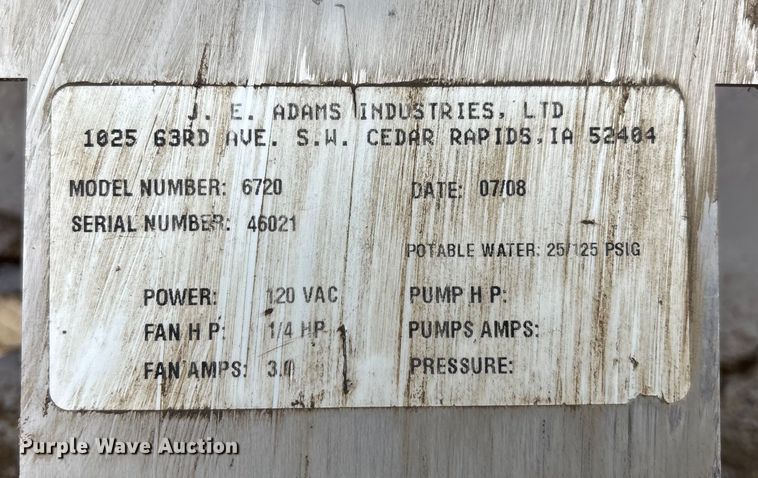 J. E. ADAMS INDUSTRIES, LTD
1025 63RD AVE. S.W. CEDAR RAPIDS, IA 52404
MODEL NUMBER: 6720 DATE: 07/08
SERIAL NUMBER: 46021
POTABLE WATER: 25/125 PSIG
POWER: 120 VAC PUMP H P:
FAN H P: 1/4 HP PUMPS AMPS:
FAN AMPS: 3.0 PRESSURE:
Purple Wave Auction